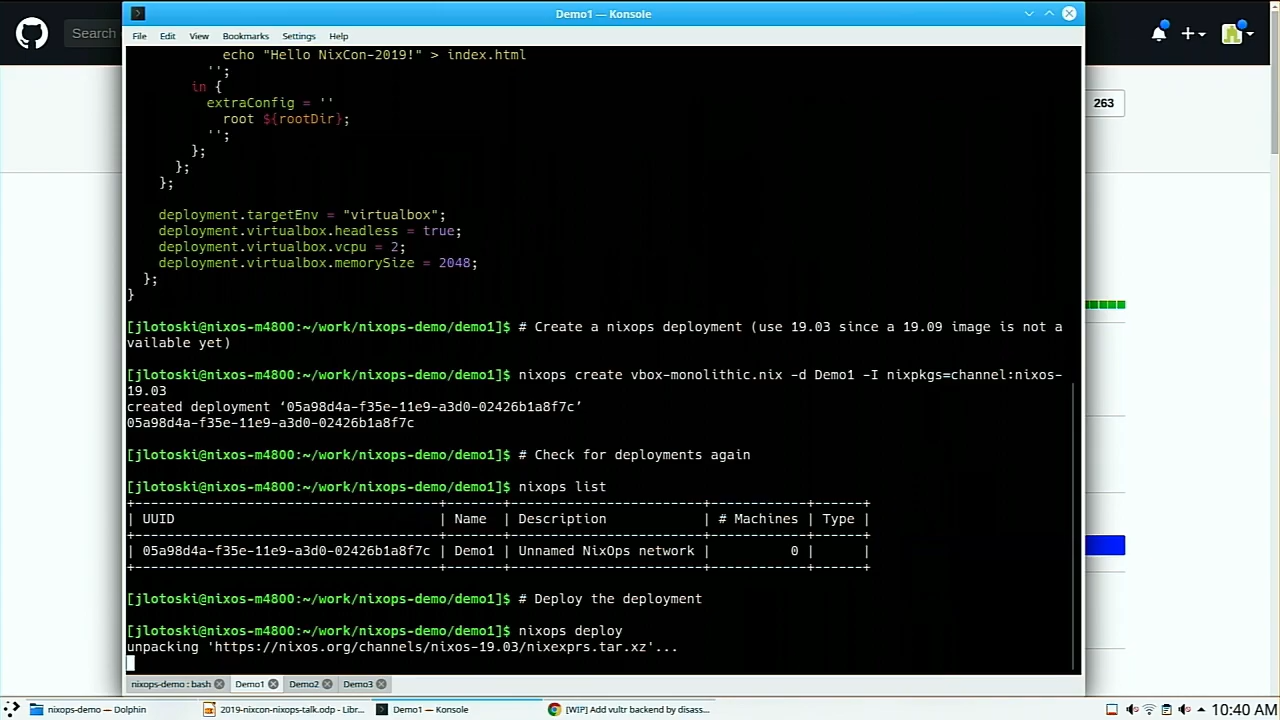 Demo1 — Konsole
Search
File Edit View Bookmarks Settings Help
263
echo "Hello NixCon-2019!" > index.html
'';
in {
extraConfig = ''
root ${rootDir};
'';
};
};
};
deployment.targetEnv = "virtualbox";
deployment.virtualbox.headless = true;
deployment.virtualbox.vcpu = 2;
deployment.virtualbox.memorySize = 2048;
};
}
[jlotoski@nixos-m4800:~/work/nixops-demo/demo1]$ # Create a nixops deployment (use 19.03 since a 19.09 image is not a
vailable yet)
[jlotoski@nixos-m4800:~/work/nixops-demo/demo1]$ nixops create vbox-monolithic.nix -d Demo1 -I nixpkgs=channel:nixos-
19.03
created deployment ‘05a98d4a-f35e-11e9-a3d0-02426b1a8f7c’
05a98d4a-f35e-11e9-a3d0-02426b1a8f7c
[jlotoski@nixos-m4800:~/work/nixops-demo/demo1]$ # Check for deployments again
[jlotoski@nixos-m4800:~/work/nixops-demo/demo1]$ nixops list
+--------------------------------------+-------+------------------------+------------+------+
| UUID | Name | Description | # Machines | Type |
+--------------------------------------+-------+------------------------+------------+------+
| 05a98d4a-f35e-11e9-a3d0-02426b1a8f7c | Demo1 | Unnamed NixOps network | 0 | |
+--------------------------------------+-------+------------------------+------------+------+
[jlotoski@nixos-m4800:~/work/nixops-demo/demo1]$ # Deploy the deployment
[jlotoski@nixos-m4800:~/work/nixops-demo/demo1]$ nixops deploy
unpacking 'https://nixos.org/channels/nixos-19.03/nixexprs.tar.xz'...
nixops-demo : bash Demo1 Demo2 Demo3
nixops-demo — Dolphin 2019-nixcon-nixops-talk.odp - Libr... Demo1 — Konsole [WIP] Add vultr backend by disass... 10:40 AM